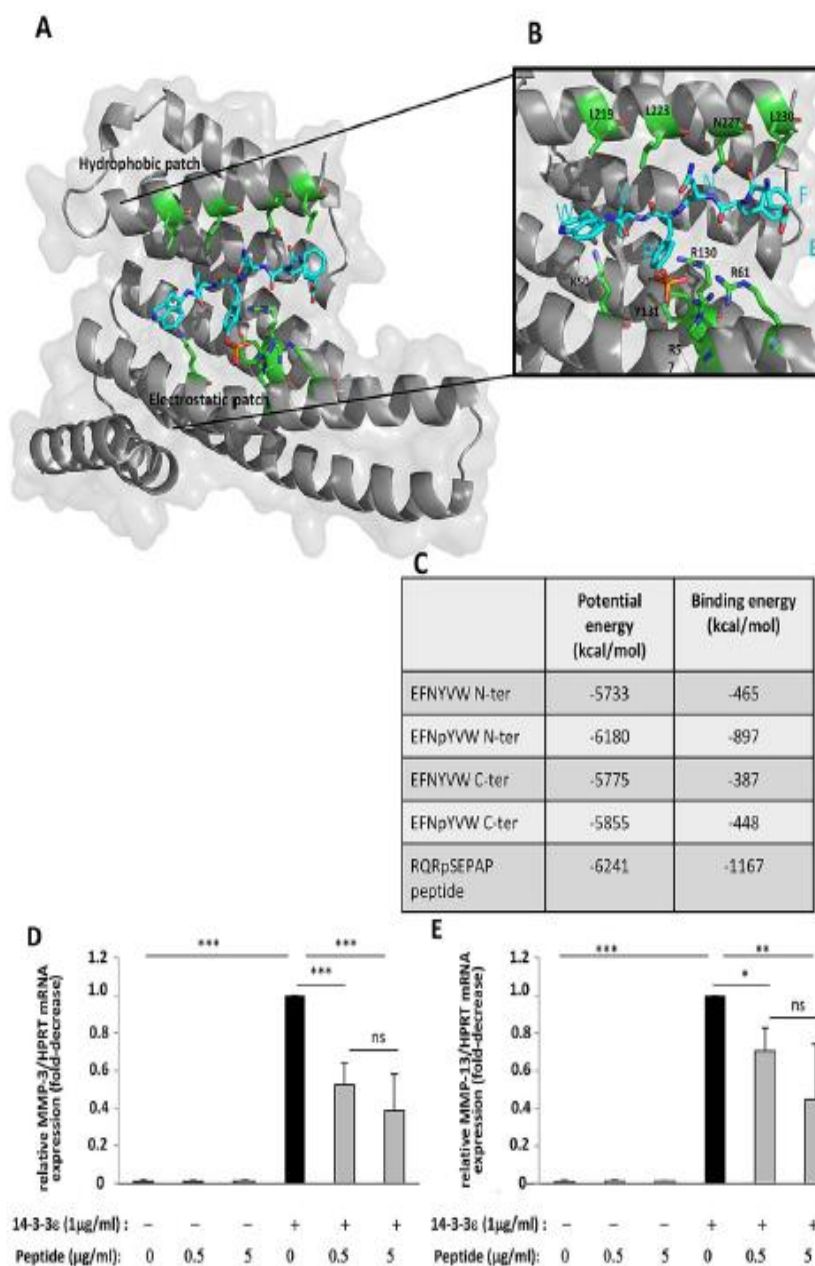 A
B
Hydrophobic patch
Electrostatic patch
L219
L223
N227
L230
W
N
F
E
R130
R61
K50
Y131
R5
7
C
Potential
energy
(kcal/mol)
Binding energy
(kcal/mol)
EFNYVW N-ter
-5733
-465
EFNpYVW N-ter
-6180
-897
EFNYVW C-ter
-5775
-387
EFNpYVW C-ter
-5855
-448
RQRpSEPAP
peptide
-6241
-1167
D
relative MMP-3/HPRT mRNA
expression (fold-decrease)
1.2
1.0
0.8
0.6
0.4
0.2
0
***
***
***
ns
14-3-3ε (1µg/ml) :
− − − + + +
Peptide (µg/ml):
0 0.5 5 0 0.5 5
E
relative MMP-13/HPRT mRNA
expression (fold-decrease)
1.2
1.0
0.8
0.6
0.4
0.2
0
***
**
*
ns
14-3-3ε (1µg/ml) :
− − − + + +
Peptide (µg/ml):
0 0.5 5 0 0.5 5